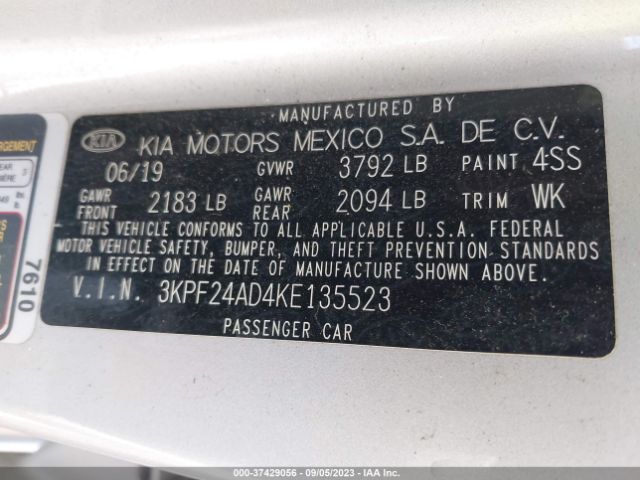 MANUFACTURED BY
KIA KIA MOTORS MEXICO S.A. DE C.V.
06/19 GVWR 3792 LB PAINT 4SS
GAWR FRONT 2183 LB GAWR REAR 2094 LB TRIM WK
THIS VEHICLE CONFORMS TO ALL APPLICABLE U.S.A. FEDERAL
MOTOR VEHICLE SAFETY, BUMPER, AND THEFT PREVENTION STANDARDS
IN EFFECT ON THE DATE OF MANUFACTURE SHOWN ABOVE.
V.I.N. 3KPF24AD4KE135523
PASSENGER CAR
7610
000-37429056 - 09/05/2023 - IAA Inc.